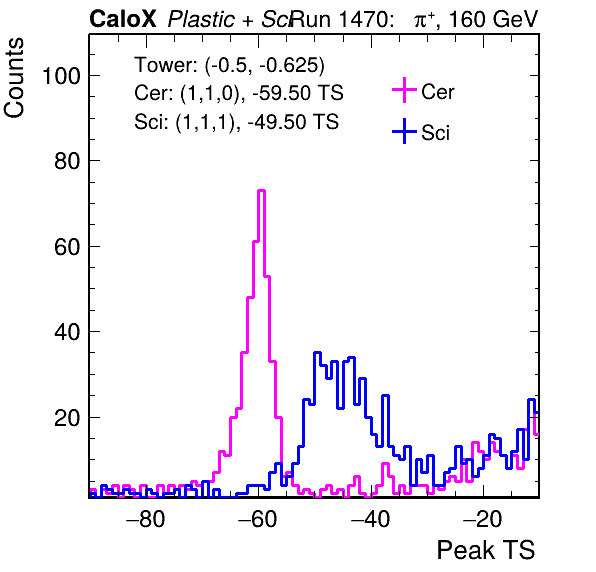 CaloX Plastic + Sci Run 1470: π⁺, 160 GeV
Counts
Tower: (-0.5, -0.625)
Cer: (1,1,0), -59.50 TS
Sci: (1,1,1), -49.50 TS
Cer
Sci
100
80
60
40
20
−80 −60 −40 −20
Peak TS